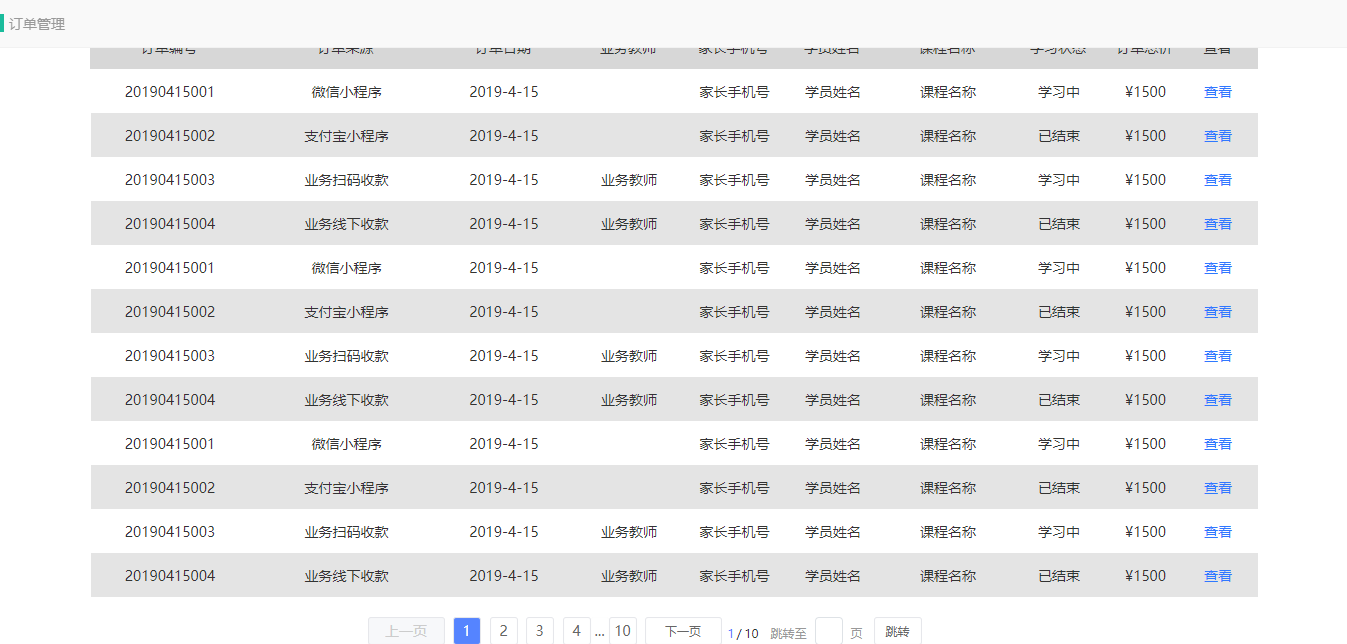 订单管理
订单编号 订单来源 订单日期 业务教师 家长手机号 学员姓名 课程名称 学习状态 订单总价 查看
20190415001 微信小程序 2019-4-15 家长手机号 学员姓名 课程名称 学习中 ¥1500 查看
20190415002 支付宝小程序 2019-4-15 家长手机号 学员姓名 课程名称 已结束 ¥1500 查看
20190415003 业务扫码收款 2019-4-15 业务教师 家长手机号 学员姓名 课程名称 学习中 ¥1500 查看
20190415004 业务线下收款 2019-4-15 业务教师 家长手机号 学员姓名 课程名称 已结束 ¥1500 查看
20190415001 微信小程序 2019-4-15 家长手机号 学员姓名 课程名称 学习中 ¥1500 查看
20190415002 支付宝小程序 2019-4-15 家长手机号 学员姓名 课程名称 已结束 ¥1500 查看
20190415003 业务扫码收款 2019-4-15 业务教师 家长手机号 学员姓名 课程名称 学习中 ¥1500 查看
20190415004 业务线下收款 2019-4-15 业务教师 家长手机号 学员姓名 课程名称 已结束 ¥1500 查看
20190415001 微信小程序 2019-4-15 家长手机号 学员姓名 课程名称 学习中 ¥1500 查看
20190415002 支付宝小程序 2019-4-15 家长手机号 学员姓名 课程名称 已结束 ¥1500 查看
20190415003 业务扫码收款 2019-4-15 业务教师 家长手机号 学员姓名 课程名称 学习中 ¥1500 查看
20190415004 业务线下收款 2019-4-15 业务教师 家长手机号 学员姓名 课程名称 已结束 ¥1500 查看
上一页 1 2 3 4 ... 10 下一页 1 / 10 跳转至 页 跳转